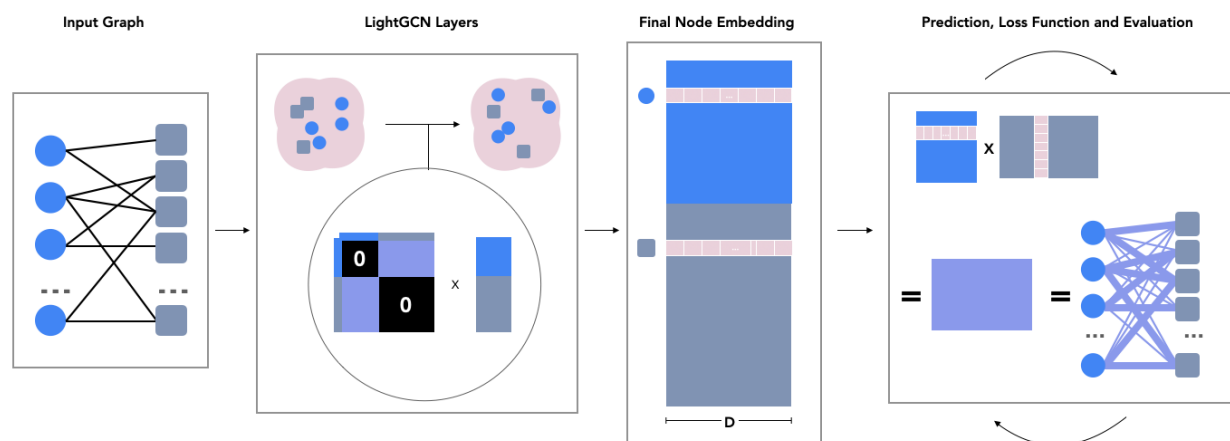 Input Graph
LightGCN Layers
Final Node Embedding
Prediction, Loss Function and Evaluation
...
X
0
X
0
...
...
=
=
...
...
---
---
D